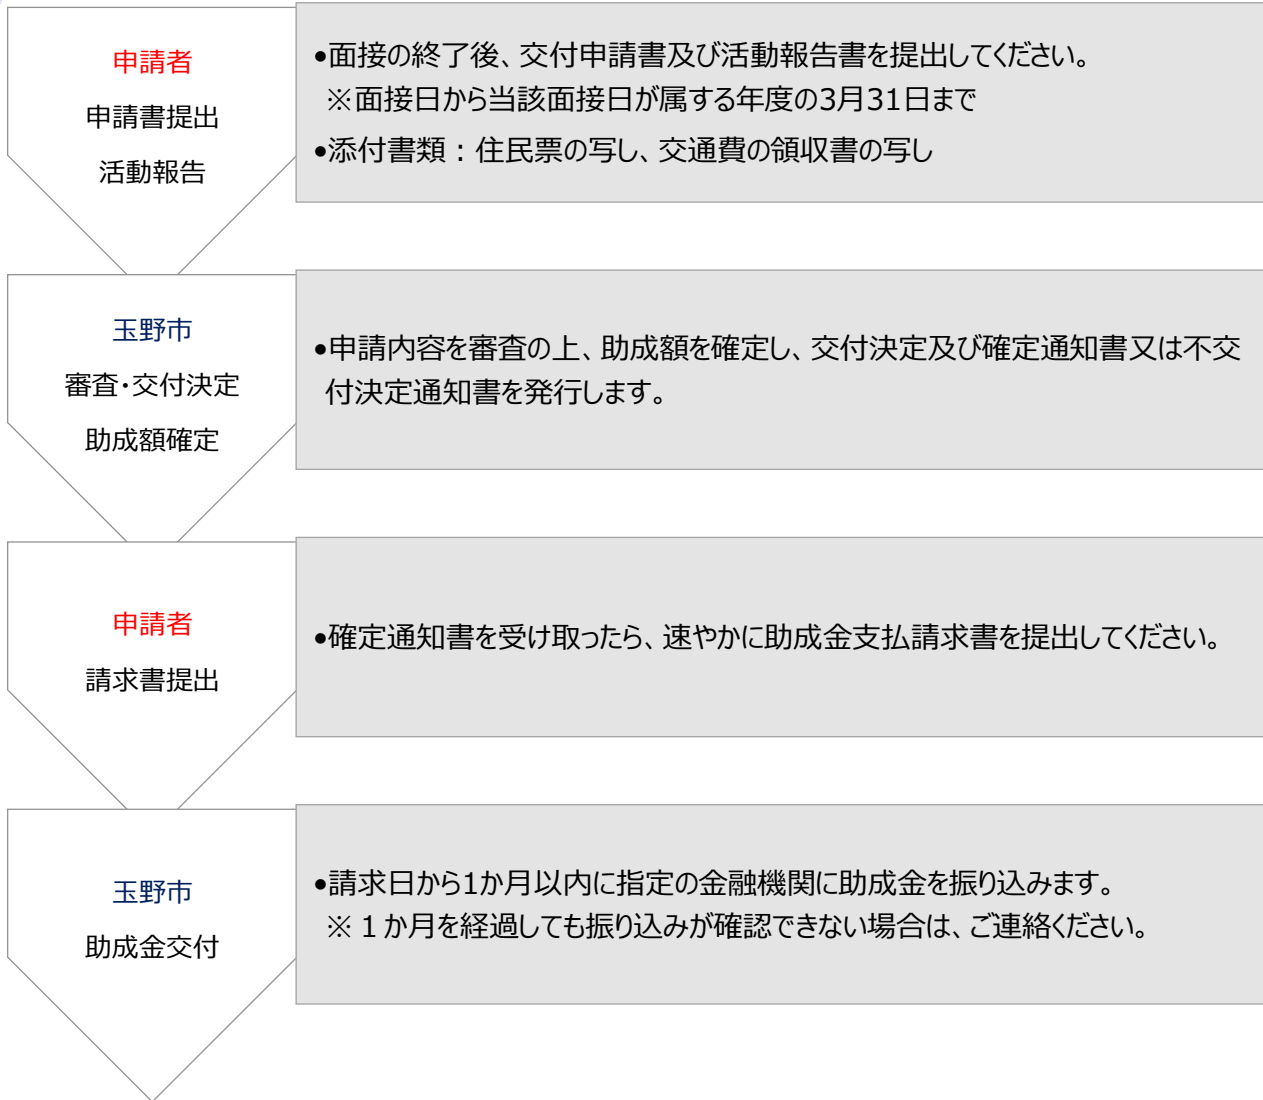 申請者
申請書提出
活動報告
•面接の終了後、交付申請書及び活動報告書を提出してください。
※面接日から当該面接日が属する年度の3月31日まで
•添付書類：住民票の写し、交通費の領収書の写し
玉野市
審査・交付決定
助成額確定
•申請内容を審査の上、助成額を確定し、交付決定及び確定通知書又は不交
付決定通知書を発行します。
申請者
請求書提出
•確定通知書を受け取ったら、速やかに助成金支払請求書を提出してください。
玉野市
助成金交付
•請求日から1か月以内に指定の金融機関に助成金を振り込みます。
※１か月を経過しても振り込みが確認できない場合は、ご連絡ください。